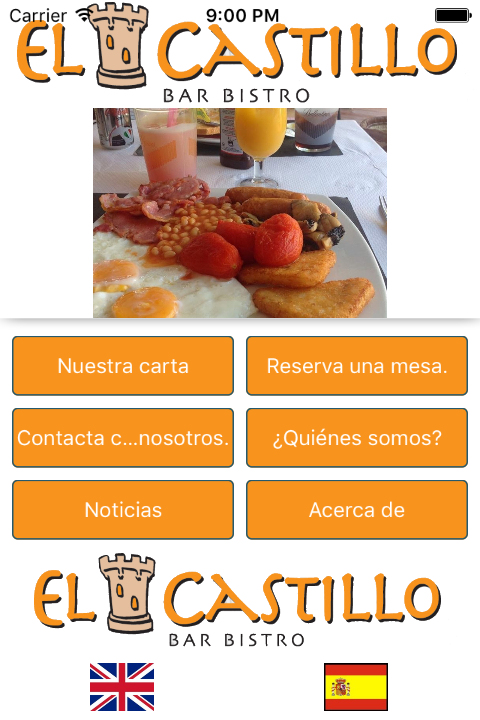 Carrier 9:00 PM
EL CASTILLO
BAR BISTRO
Nuestra carta
Reserva una mesa.
Contacta c...nosotros.
¿Quiénes somos?
Noticias
Acerca de
EL CASTILLO
BAR BISTRO